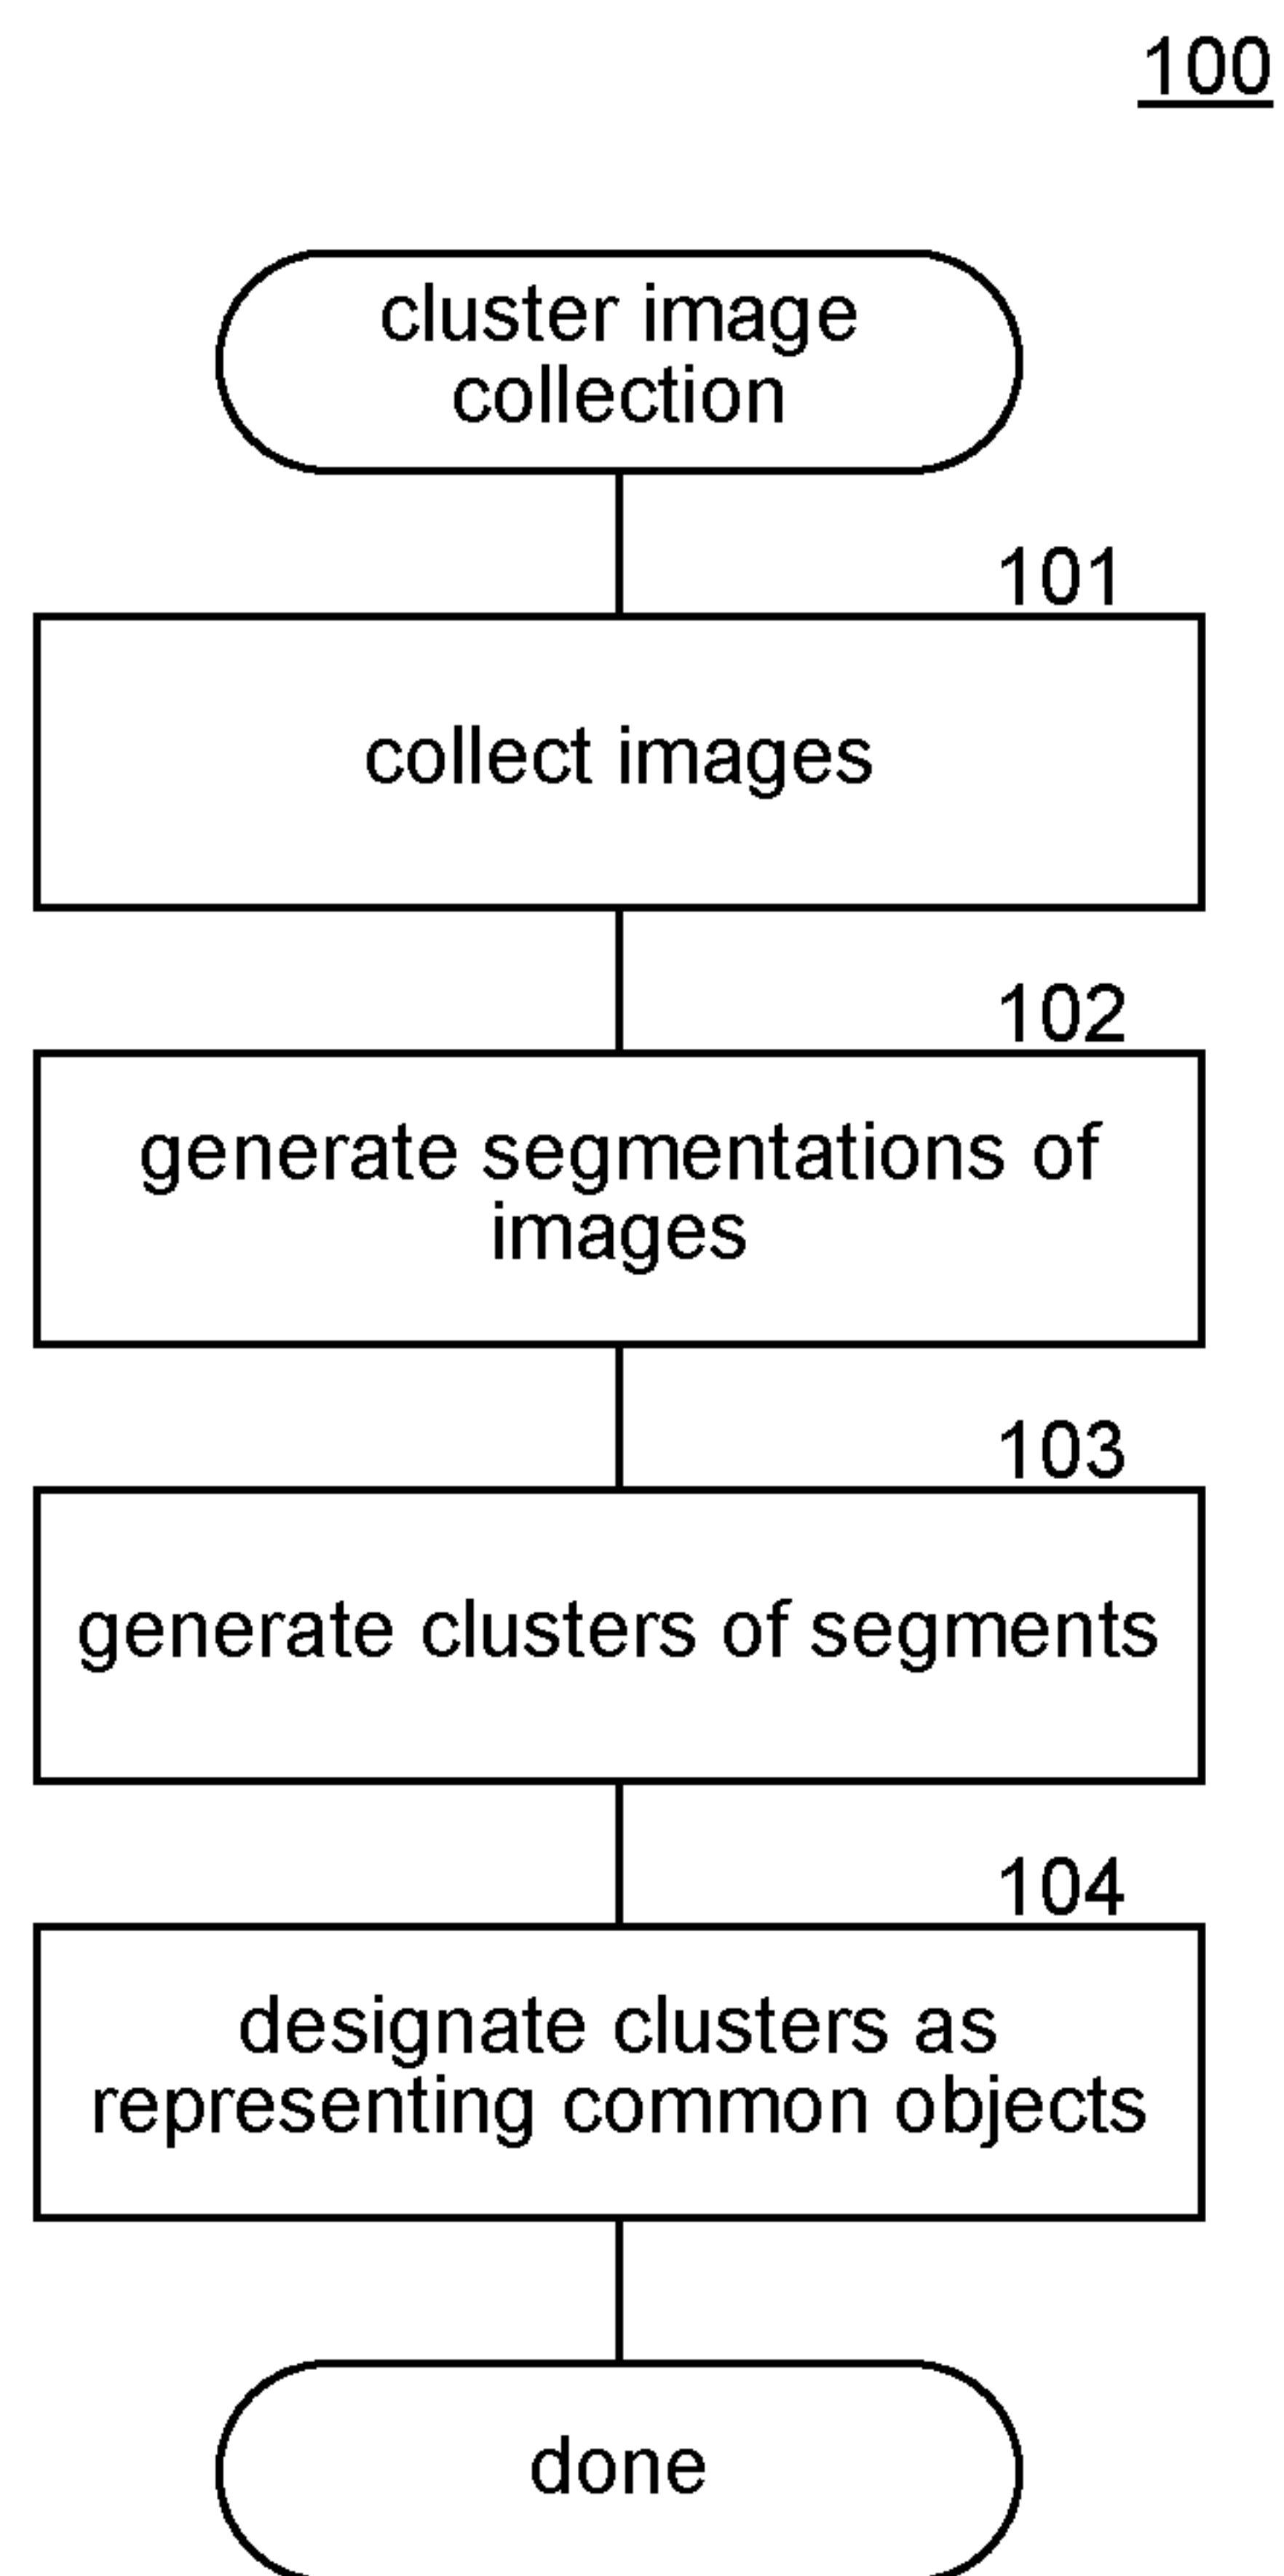 100
cluster image
collection
101
collect images
102
generate segmentations of
images
103
generate clusters of segments
104
designate clusters as
representing common objects
done